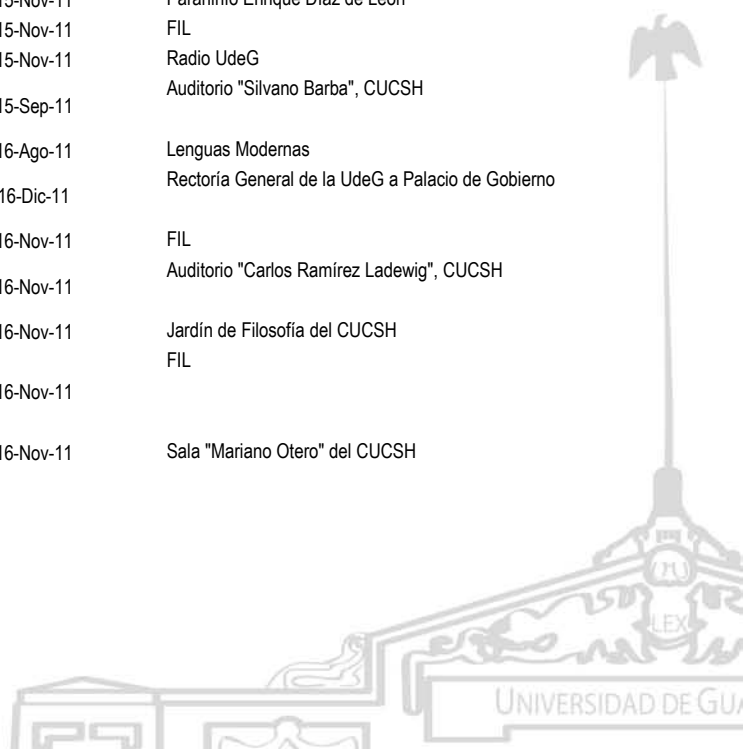 15-Nov-11 Paraninfo Enrique Díaz de León
15-Nov-11 FIL
15-Nov-11 Radio UdeG
15-Sep-11 Auditorio "Silvano Barba", CUCSH
16-Ago-11 Lenguas Modernas
16-Dic-11 Rectoría General de la UdeG a Palacio de Gobierno
16-Nov-11 FIL
16-Nov-11 Auditorio "Carlos Ramírez Ladewig", CUCSH
16-Nov-11 Jardín de Filosofía del CUCSH
16-Nov-11 FIL
16-Nov-11 Sala "Mariano Otero" del CUCSH
LEX
UNIVERSIDAD DE GUA